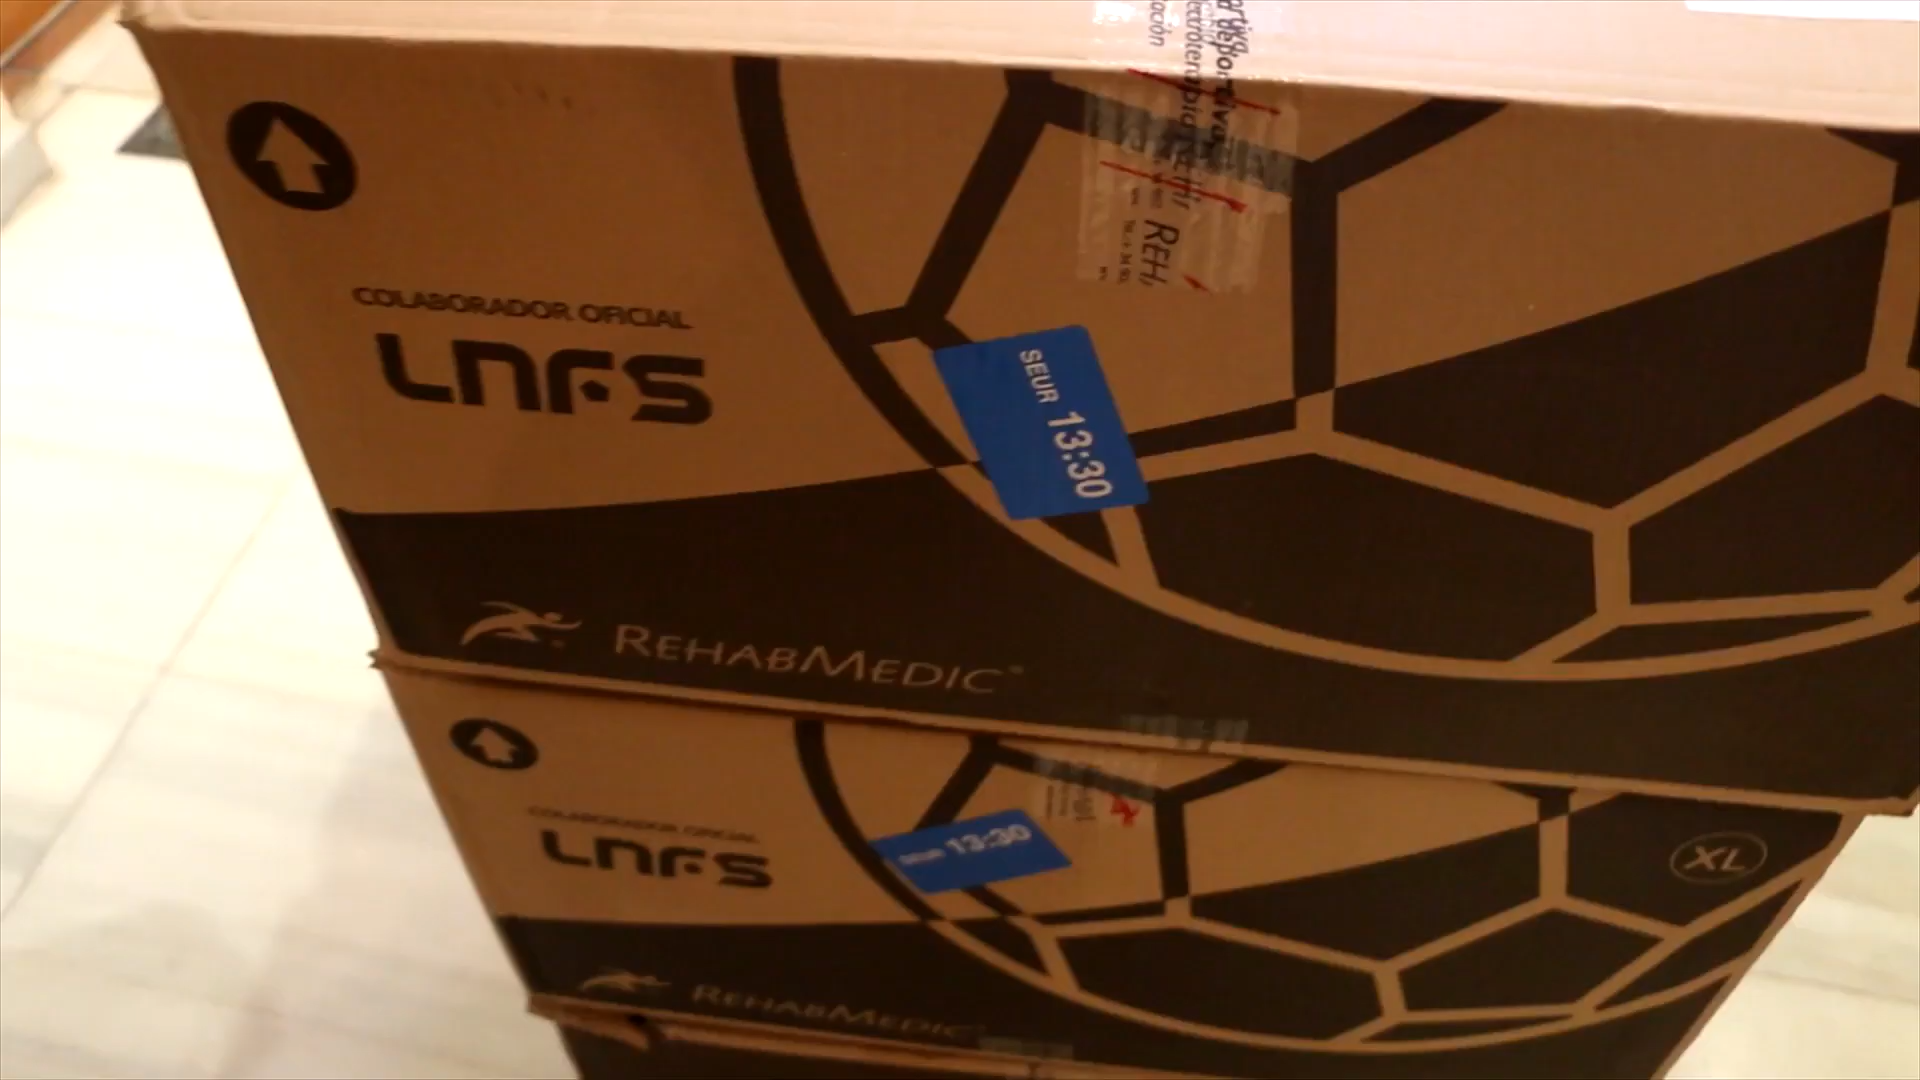 COLABORADOR OFICIAL
LNFS
SEUR 13:30
REHABMEDIC
COLABORADOR OFICIAL
LNFS
SEUR 13:30
XL
REHABMEDIC